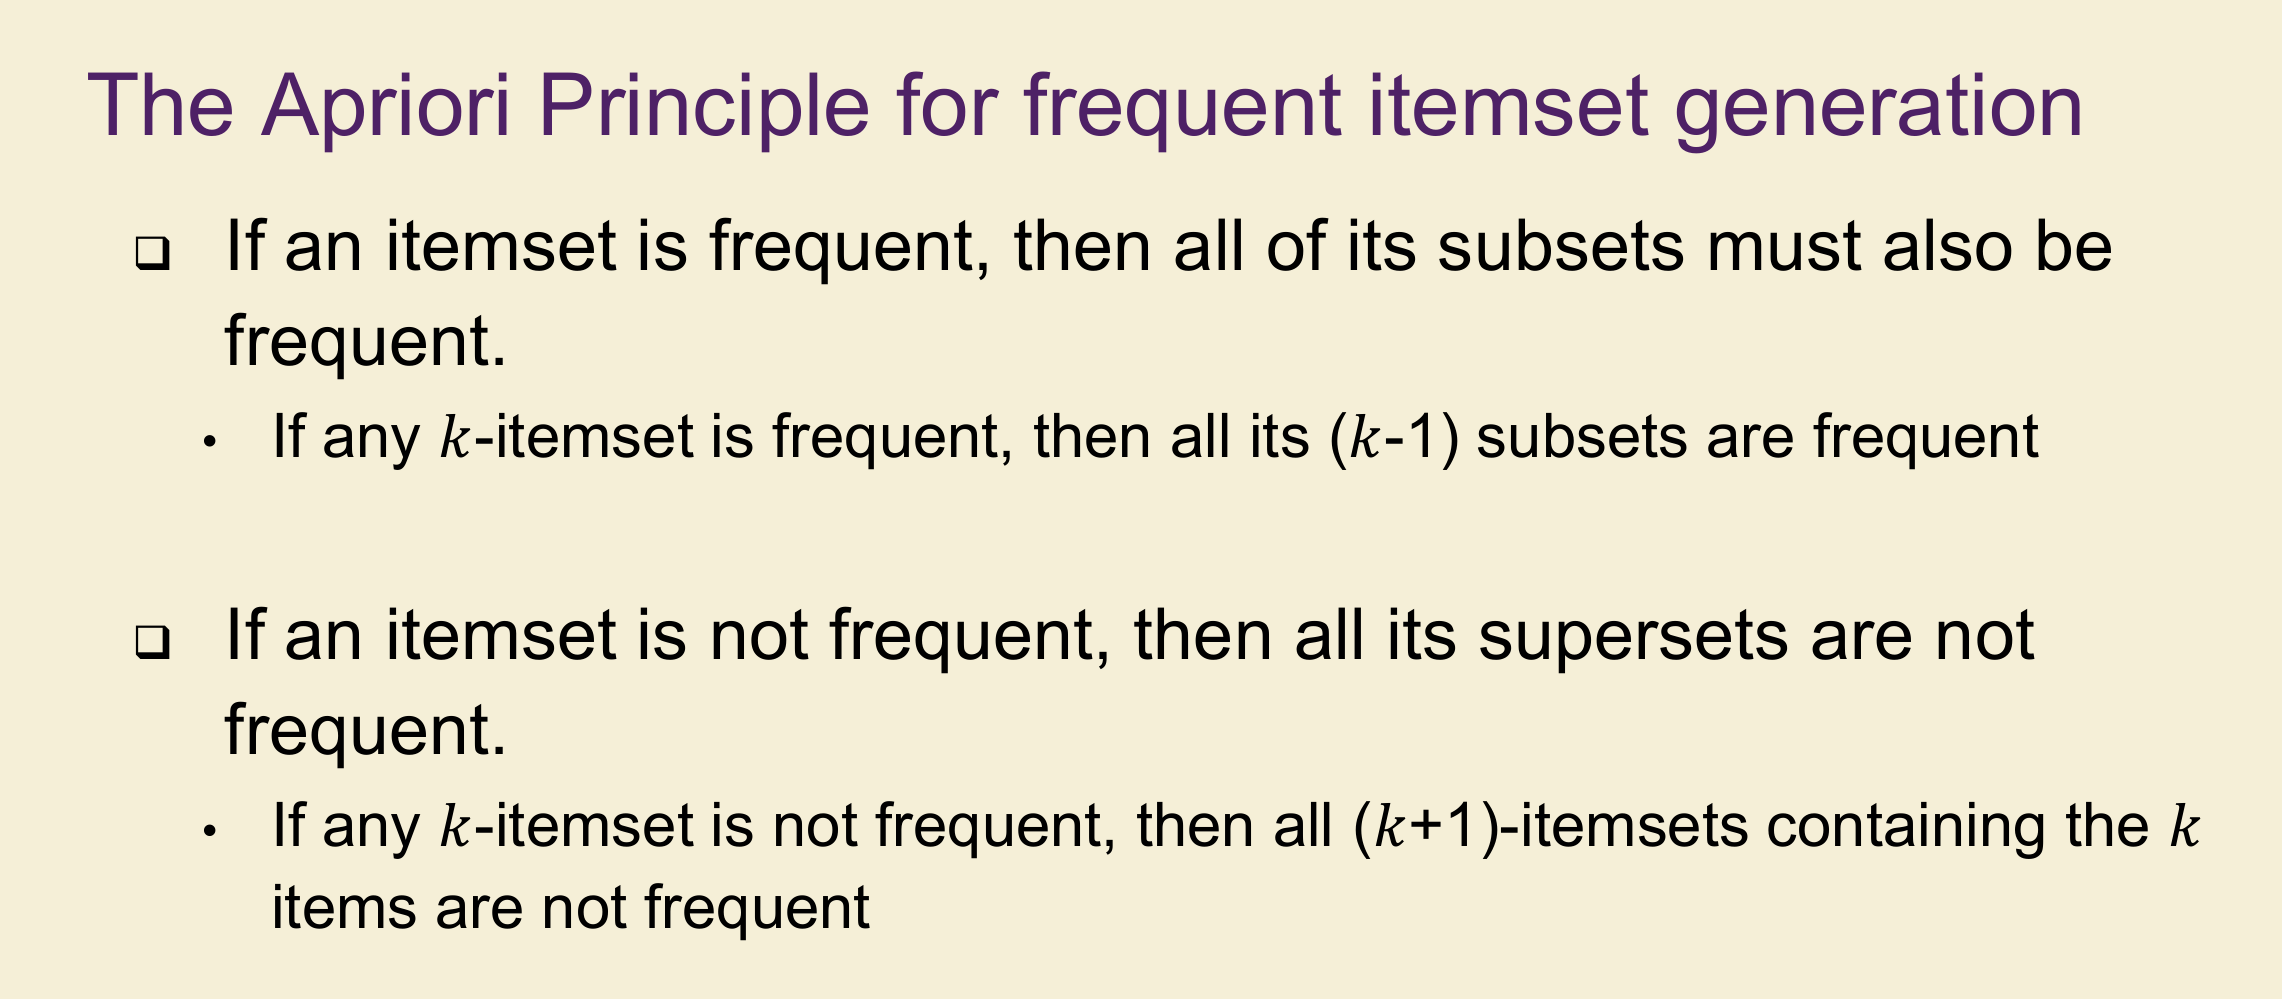 The Apriori Principle for frequent itemset generation
❑ If an itemset is frequent, then all of its subsets must also be
frequent.
• If any k-itemset is frequent, then all its (k-1) subsets are frequent
❑ If an itemset is not frequent, then all its supersets are not
frequent.
• If any k-itemset is not frequent, then all (k+1)-itemsets containing the k
items are not frequent